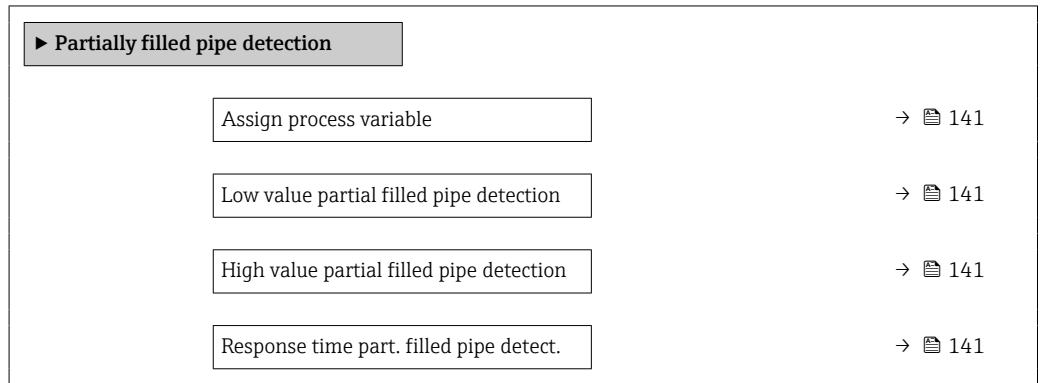 ▶ Partially filled pipe detection
Assign process variable → 141
Low value partial filled pipe detection → 141
High value partial filled pipe detection → 141
Response time part. filled pipe detect. → 141